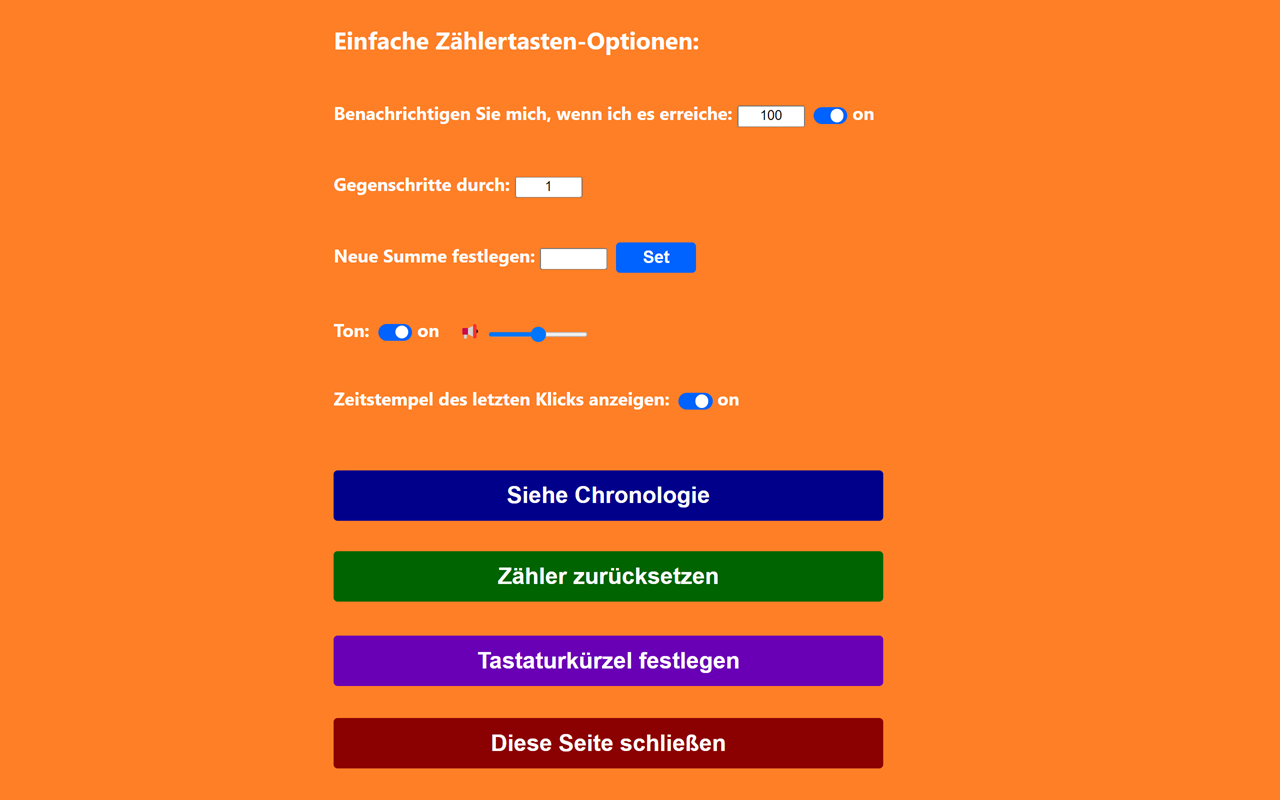 Einfache Zählertasten-Optionen:
Benachrichtigen Sie mich, wenn ich es erreiche: 100 on
Gegenschritte durch: 1
Neue Summe festlegen: Set
Ton: on
Zeitstempel des letzten Klicks anzeigen: on
Siehe Chronologie
Zähler zurücksetzen
Tastaturkürzel festlegen
Diese Seite schließen